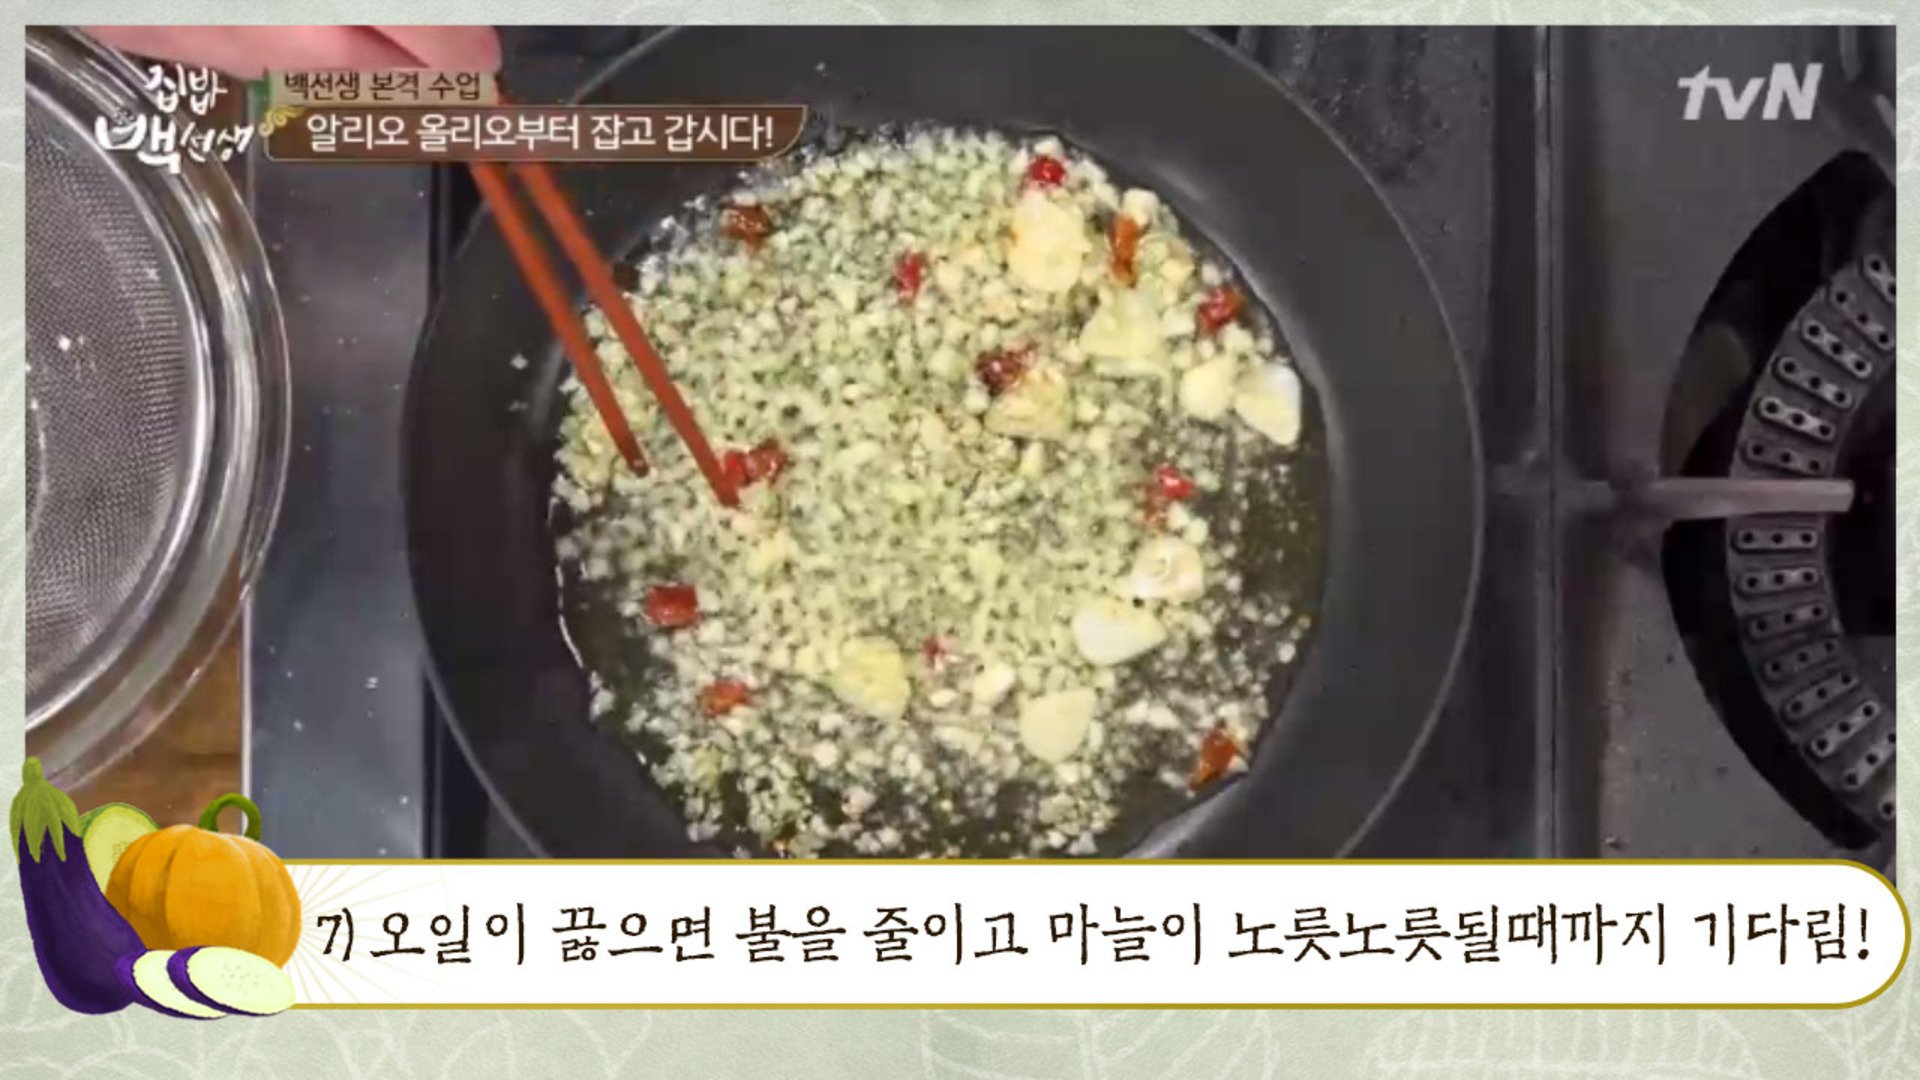 집밥
백선생
백선생 본격 수업
알리오 올리오부터 잡고 갑시다!
tvN
7) 오일이 끓으면 불을 줄이고 마늘이 노릇노릇될때까지 기다림!